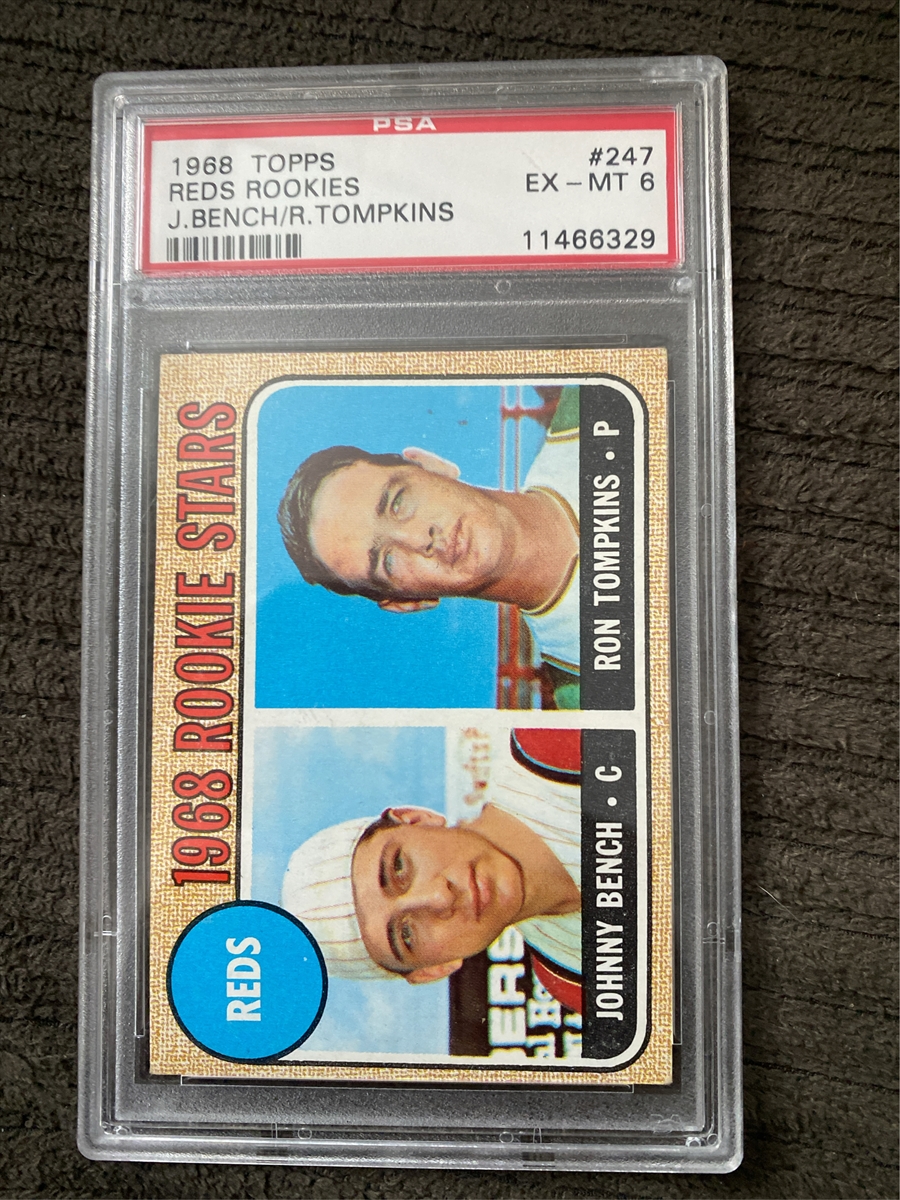 PSA
1968 TOPPS #247
REDS ROOKIES EX - MT 6
J.BENCH/R.TOMPKINS
11466329
1968 ROOKIE STARS
REDS
JOHNNY BENCH • C
RON TOMPKINS • P
ERS